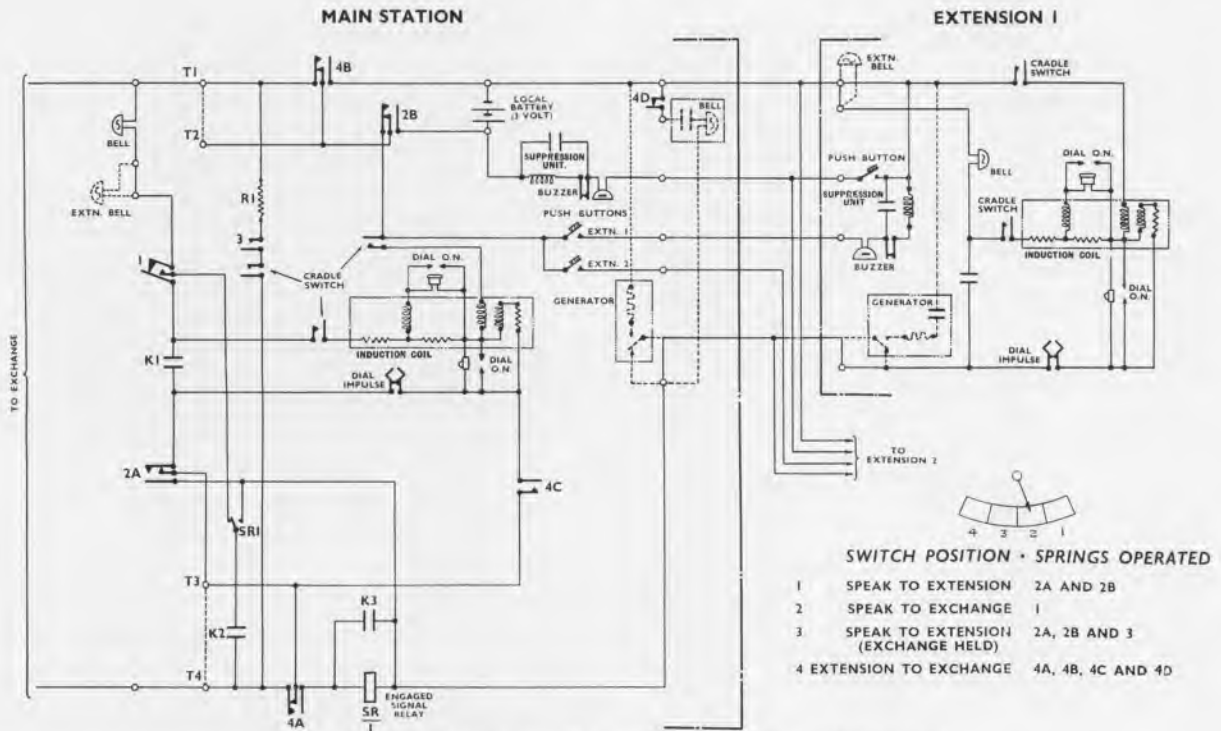 MAIN STATION
EXTENSION 1
T1
4B
2B
T2
BELL
EXTN. BELL
R1
3
1
CRADLE
SWITCH
LOCAL
BATTERY
(3 VOLT)
SUPPRESSION
UNIT.
BUZZER
PUSH BUTTONS
EXTN. 1
EXTN. 2
4D
BELL
DIAL O.N.
GENERATOR
INDUCTION COIL
DIAL
IMPULSE
DIAL
O.N.
K1
TO EXCHANGE
2A
SR1
4C
T3
K3
K2
T4
4A
SR
1
ENGAGED
SIGNAL
RELAY
EXTN
BELL
CRADLE
SWITCH
PUSH BUTTON
SUPPRESSION
UNIT
BELL
DIAL O.N.
CRADLE
SWITCH
INDUCTION COIL
BUZZER
GENERATOR
DIAL
IMPULSE
DIAL
O.N.
TO
EXTENSION 2
4 3 2 1
SWITCH POSITION · SPRINGS OPERATED
1 SPEAK TO EXTENSION 2A AND 2B
2 SPEAK TO EXCHANGE 1
3 SPEAK TO EXTENSION 2A, 2B AND 3
(EXCHANGE HELD)
4 EXTENSION TO EXCHANGE 4A, 4B, 4C AND 4D